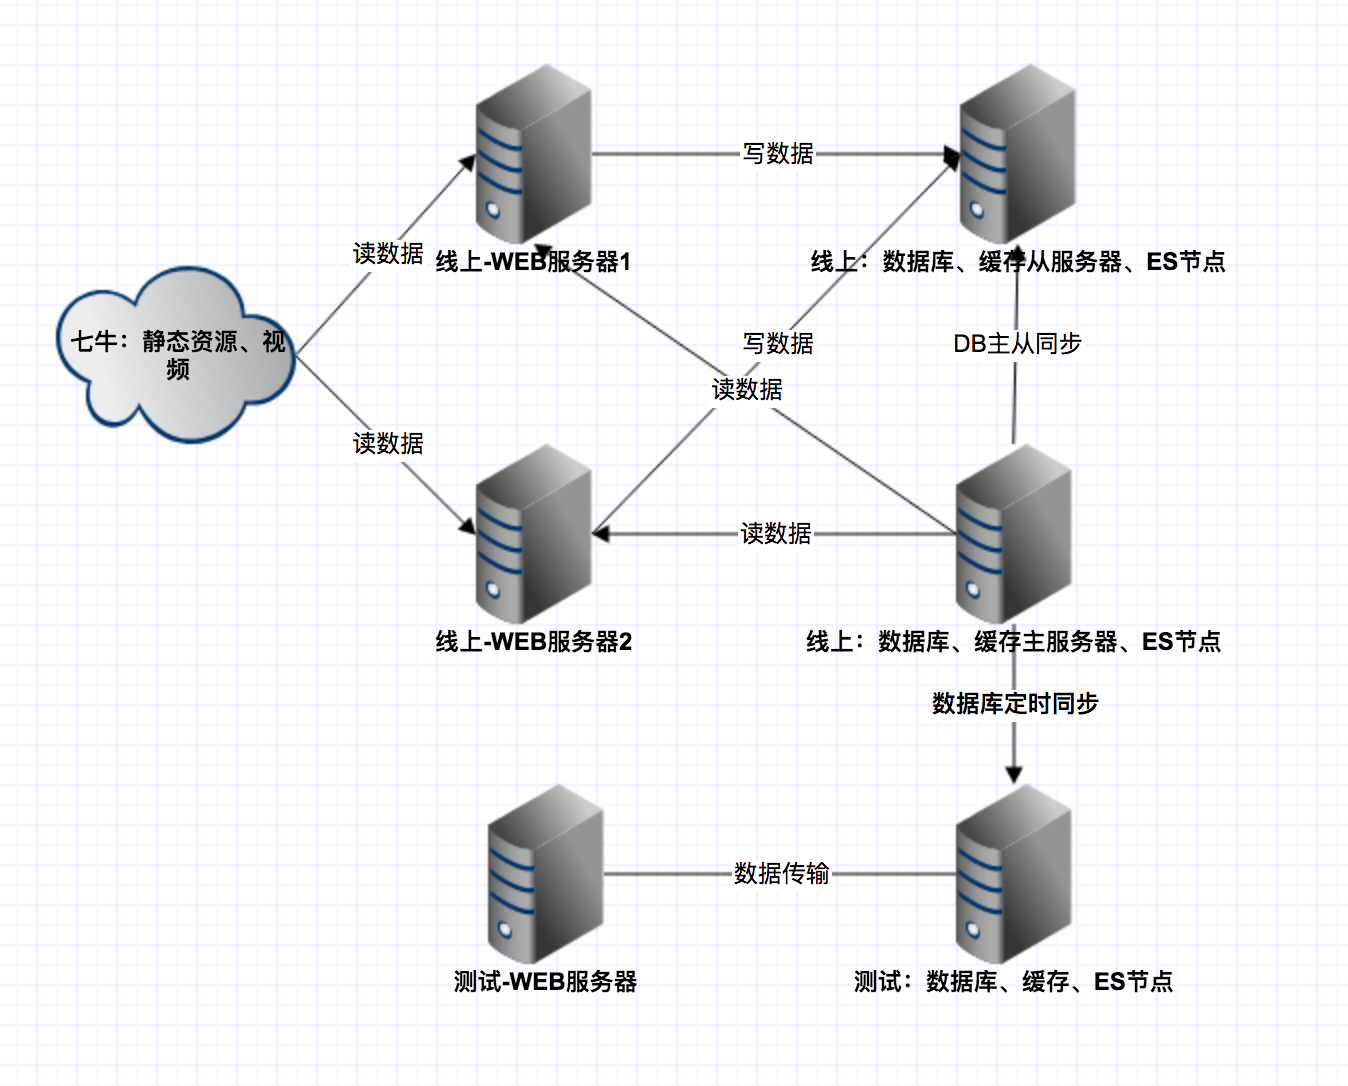 读数据
写数据
线上-WEB服务器1
线上：数据库、缓存从服务器、ES节点
七牛：静态资源、视
频
写数据
DB主从同步
读数据
读数据
读数据
线上-WEB服务器2
线上：数据库、缓存主服务器、ES节点
数据库定时同步
数据传输
测试-WEB服务器
测试：数据库、缓存、ES节点